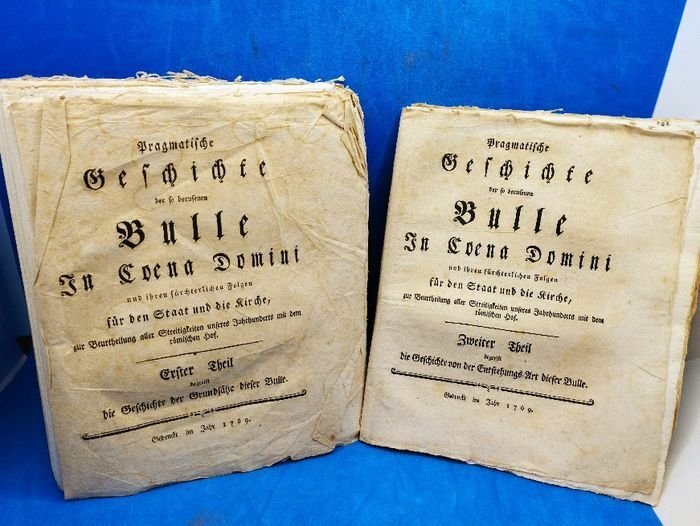 Pragmatische
Geschichte
der so beruffenen
Bulle
In Coena Domini
und ihren fürchterlichen Folgen
für den Staat und die Kirche,
zur Beurtheilung aller Streitigkeiten unseres Jahrhunderts mit dem
römischen Hof.
Erster Theil
begreift
die Geschichte der Grundsätze dieser Bulle.
Gedruckt im Jahr 1769.
Pragmatische
Geschichte
der so beruffenen
Bulle
In Coena Domini
und ihren fürchterlichen Folgen
für den Staat und die Kirche,
zur Beurtheilung aller Streitigkeiten unseres Jahrhunderts mit dem
römischen Hof.
Zweiter Theil
begreift
die Geschichte von der Entstehungs Art dieser Bulle.
Gedruckt im Jahr 1769.